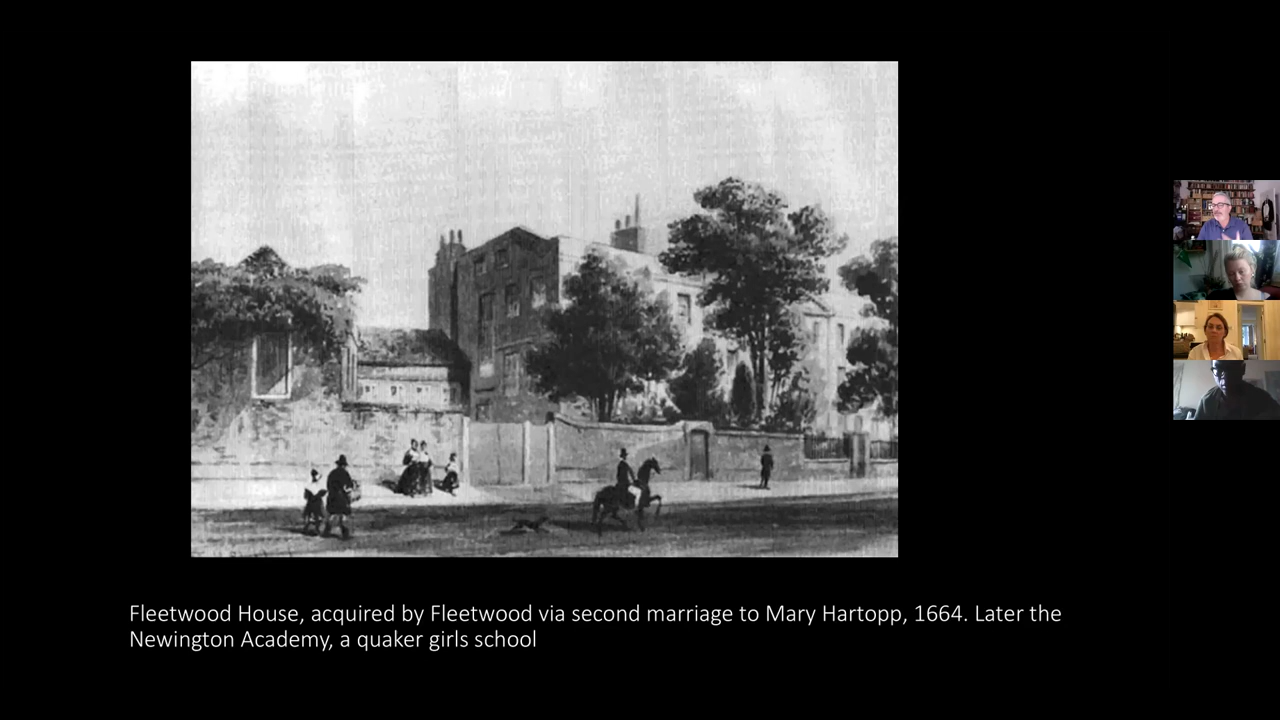 Fleetwood House, acquired by Fleetwood via second marriage to Mary Hartopp, 1664. Later the
Newington Academy, a quaker girls school